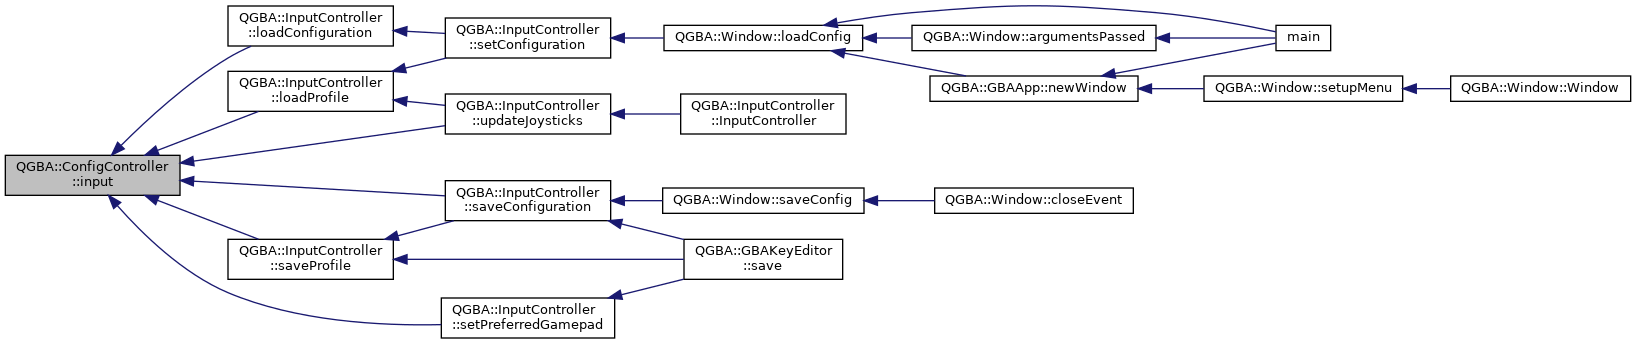 QGBA::InputController
::loadConfiguration
QGBA::InputController
::setConfiguration
QGBA::Window::loadConfig
QGBA::Window::argumentsPassed
main
QGBA::InputController
::loadProfile
QGBA::GBAApp::newWindow
QGBA::Window::setupMenu
QGBA::Window::Window
QGBA::InputController
::updateJoysticks
QGBA::InputController
::InputController
QGBA::ConfigController
::input
QGBA::InputController
::saveConfiguration
QGBA::Window::saveConfig
QGBA::Window::closeEvent
QGBA::InputController
::saveProfile
QGBA::GBAKeyEditor
::save
QGBA::InputController
::setPreferredGamepad